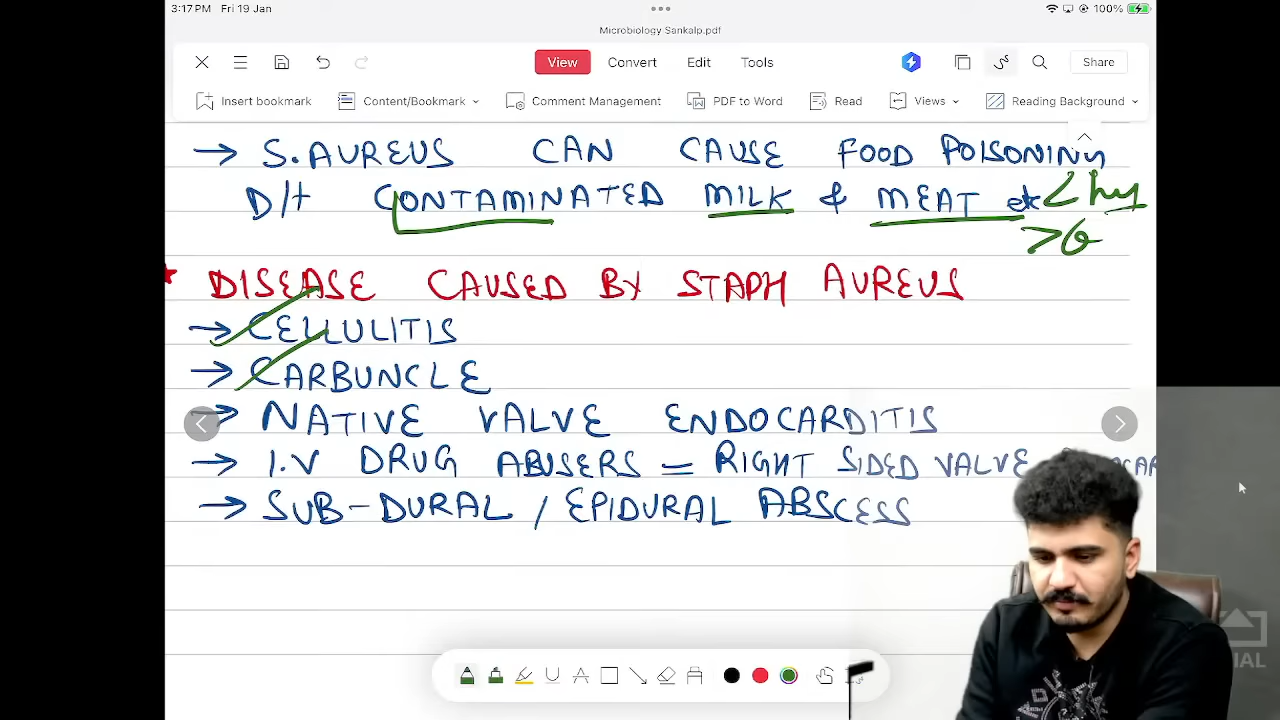 3:17 PM Fri 19 Jan
100%
Microbiology Sankalp.pdf
View Convert Edit Tools Share
Insert bookmark Content/Bookmark Comment Management PDF to Word Read Views Reading Background
→ S. AUREUS CAN CAUSE FOOD POISONING
D/t CONTAMINATED MILK & MEAT etc
* DISEASE CAUSED BY STAPH AUREUS
→ CELLULITIS
→ CARBUNCLE
→ NATIVE VALVE ENDOCARDITIS
→ I.V DRUG ABUSERS = RIGHT SIDED VALVE
→ SUB-DURAL / EPIDURAL ABSCESS